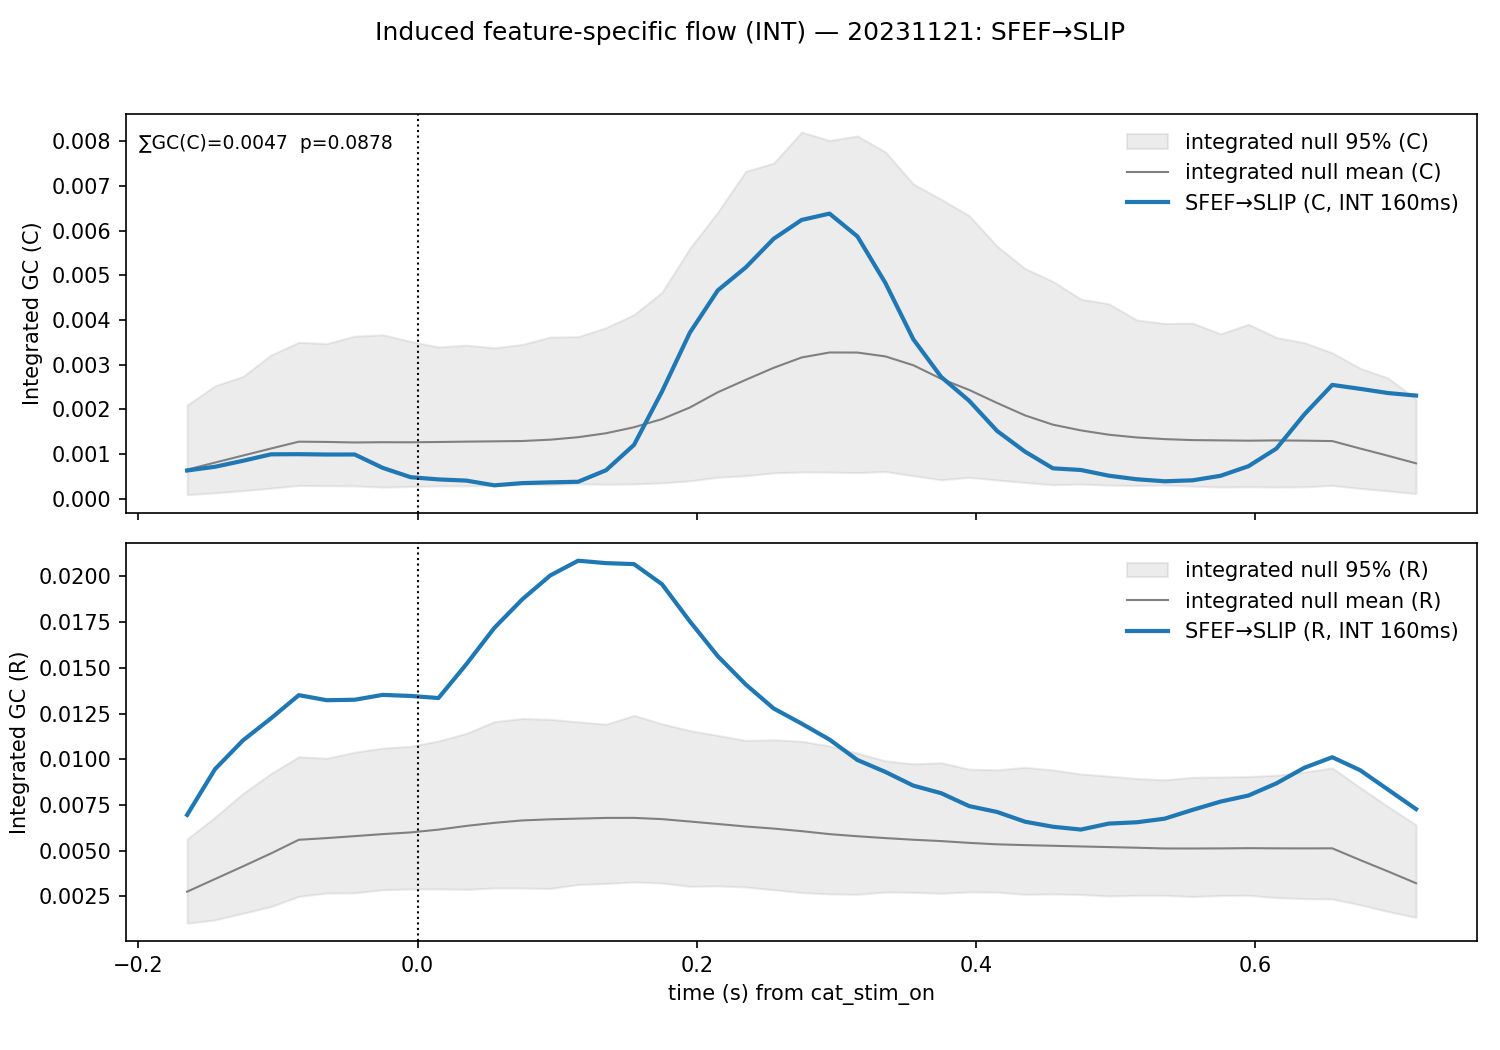 Induced feature-specific flow (INT) — 20231121: SFEF→SLIP
∑GC(C)=0.0047  p=0.0878
integrated null 95% (C)
integrated null mean (C)
SFEF→SLIP (C, INT 160ms)
Integrated GC (C)
0.008
0.007
0.006
0.005
0.004
0.003
0.002
0.001
0.000
integrated null 95% (R)
integrated null mean (R)
SFEF→SLIP (R, INT 160ms)
Integrated GC (R)
0.0200
0.0175
0.0150
0.0125
0.0100
0.0075
0.0050
0.0025
−0.2 0.0 0.2 0.4 0.6
time (s) from cat_stim_on